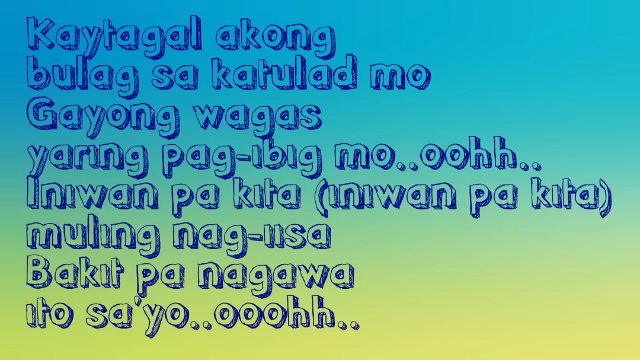 Kaytagal akong
bulag sa katulad mo
Gayong wagas
yaring pag-ibig mo..oohh..
Iniwan pa kita (iniwan pa kita)
muling nag-iisa
Bakit pa nagawa
ito sa'yo..ooohh..